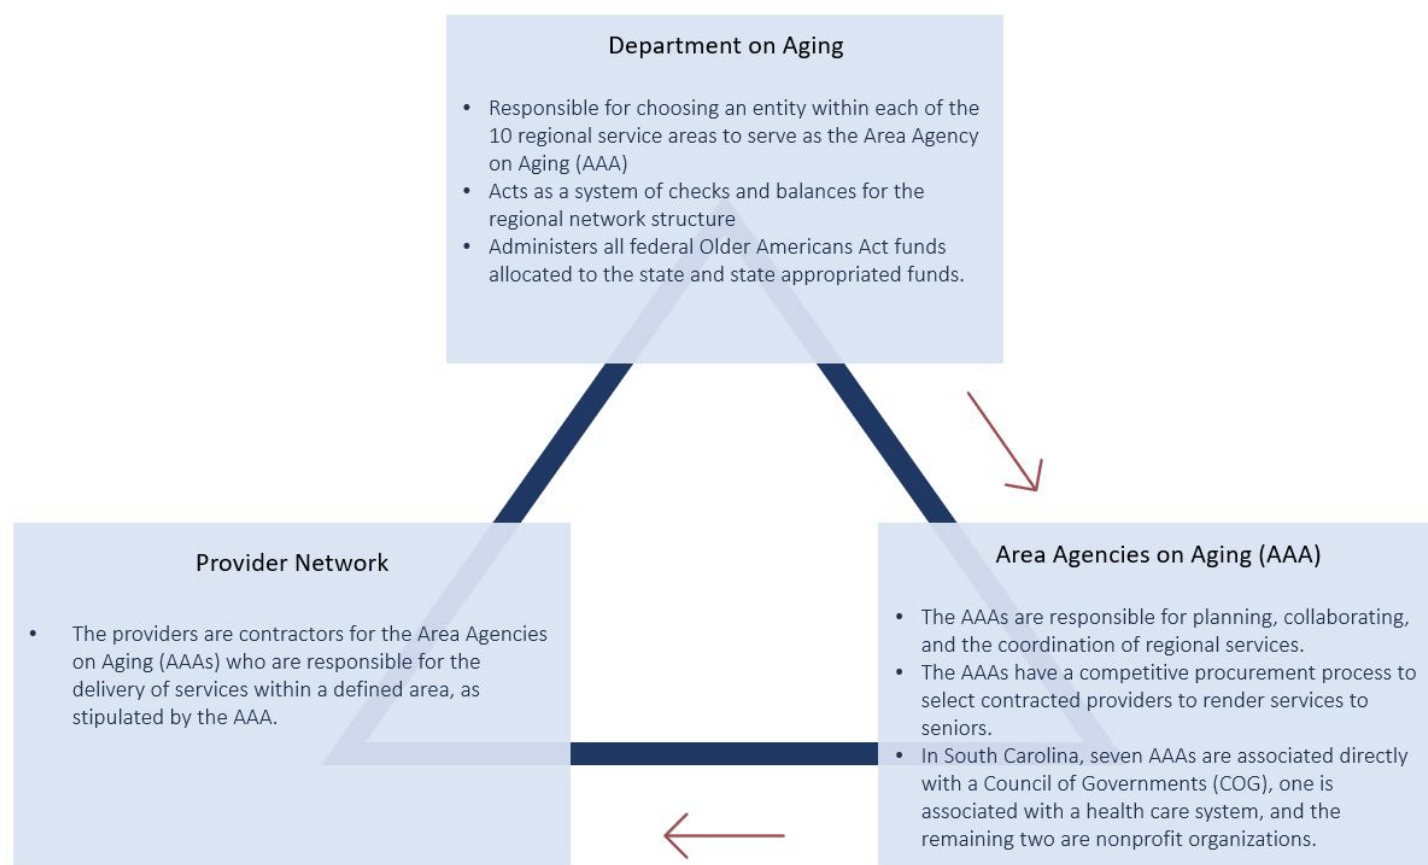 Department on Aging
• Responsible for choosing an entity within each of the
10 regional service areas to serve as the Area Agency
on Aging (AAA)
• Acts as a system of checks and balances for the
regional network structure
• Administers all federal Older Americans Act funds
allocated to the state and state appropriated funds.
Provider Network
• The providers are contractors for the Area Agencies
on Aging (AAAs) who are responsible for the
delivery of services within a defined area, as
stipulated by the AAA.
Area Agencies on Aging (AAA)
• The AAAs are responsible for planning, collaborating,
and the coordination of regional services.
• The AAAs have a competitive procurement process to
select contracted providers to render services to
seniors.
• In South Carolina, seven AAAs are associated directly
with a Council of Governments (COG), one is
associated with a health care system, and the
remaining two are nonprofit organizations.